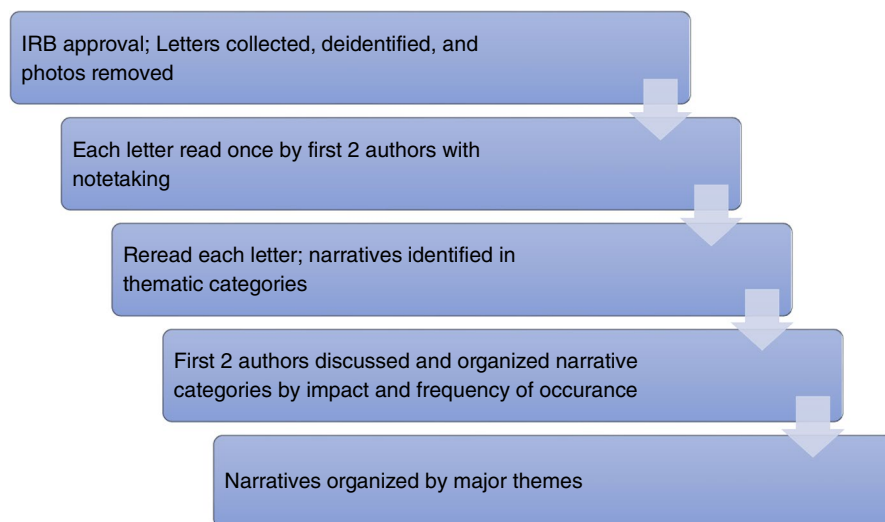 IRB approval; Letters collected, deidentified, and
photos removed
Each letter read once by first 2 authors with
notetaking
Reread each letter; narratives identified in
thematic categories
First 2 authors discussed and organized narrative
categories by impact and frequency of occurance
Narratives organized by major themes